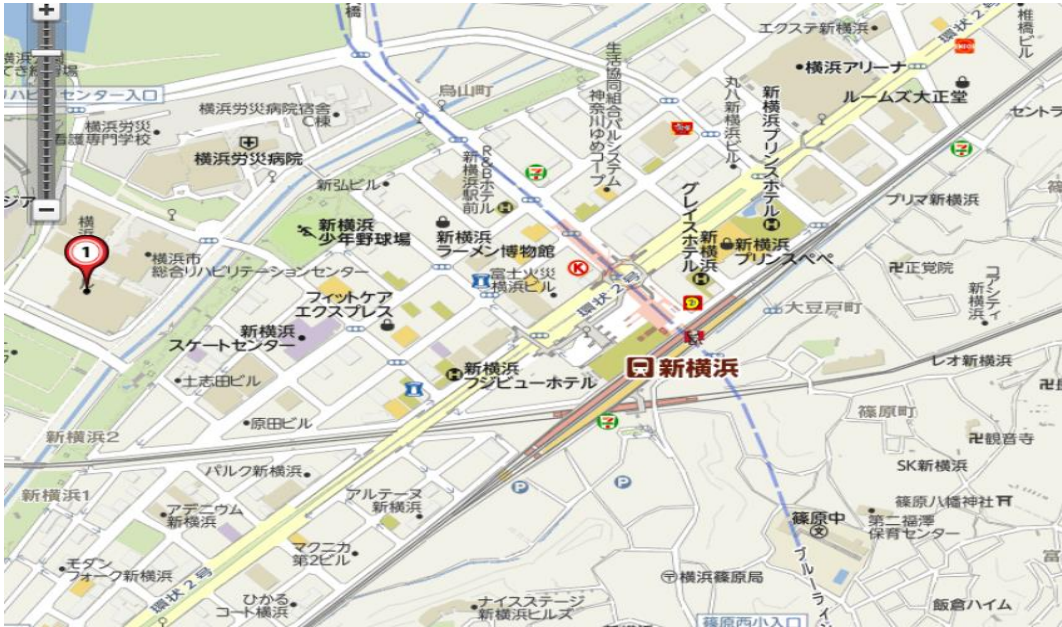 橋
エクステ新横浜
椎橋ビル
環状2号
横浜アリーナ
ルームズ大正堂
セント
生活協同組合パルシステム
神奈川ゆめコープ
丸八新横浜ビル
新横浜プリンスホテル
鳥山町
センター入口
横浜労災病院宿舎
C棟
横浜労災
看護専門学校
横浜労災病院
R&Bホテル
新横浜駅前
新弘ビル
プリマ新横浜
新横浜
少年野球場
新横浜
ラーメン博物館
グレイスホテル
新横浜
新横浜
プリンスペペ
卍正覚院
コアシティ
新横浜
ジア
1
横浜市
総合リハビリテーションセンター
富士火災
横浜ビル
環状2号
大豆戸町
フィットケア
エクスプレス
新横浜
スケートセンター
新横浜
フジビューホテル
新横浜
レオ新横浜
土志田ビル
原田ビル
篠原町
卍観音寺
新横浜2
パルク新横浜
SK新横浜
新横浜1
アデニウム
新横浜
アルテーヌ
新横浜
P
P
篠原八幡神社
篠原中
第二福澤
保育センター
マクニカ
第2ビル
モダン
フォーク新横浜
横浜篠原局
ブルーライン
環状2号
ひかる
コート横浜
ナイスステージ
新横浜ヒルズ
篠原西小入口
飯倉ハイム